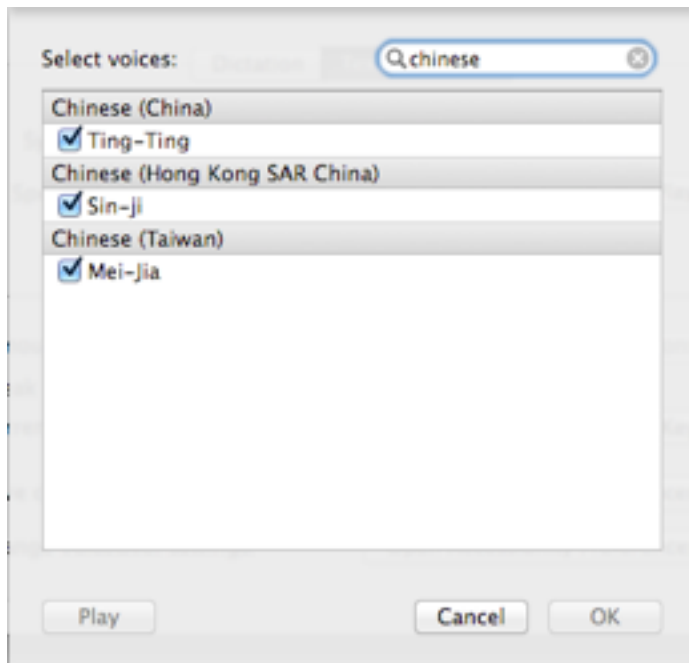 Select voices:
chinese
Chinese (China)
Ting-Ting
Chinese (Hong Kong SAR China)
Sin-ji
Chinese (Taiwan)
Mei-Jia
Play
Cancel
OK